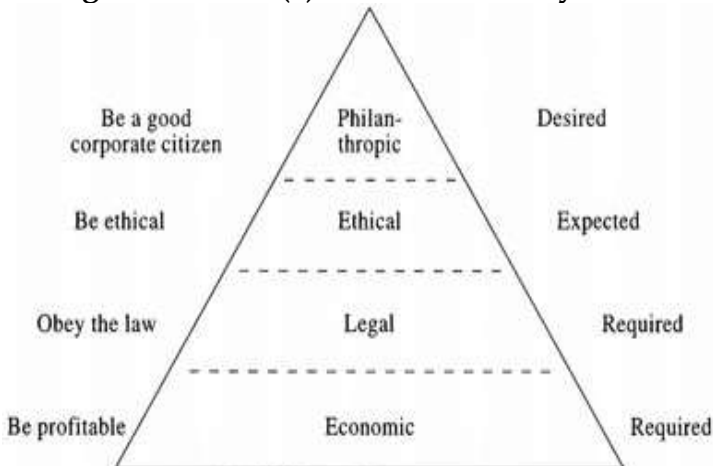 Be a good
corporate citizen
Philan-
thropic
Desired
Be ethical
Ethical
Expected
Obey the law
Legal
Required
Be profitable
Economic
Required